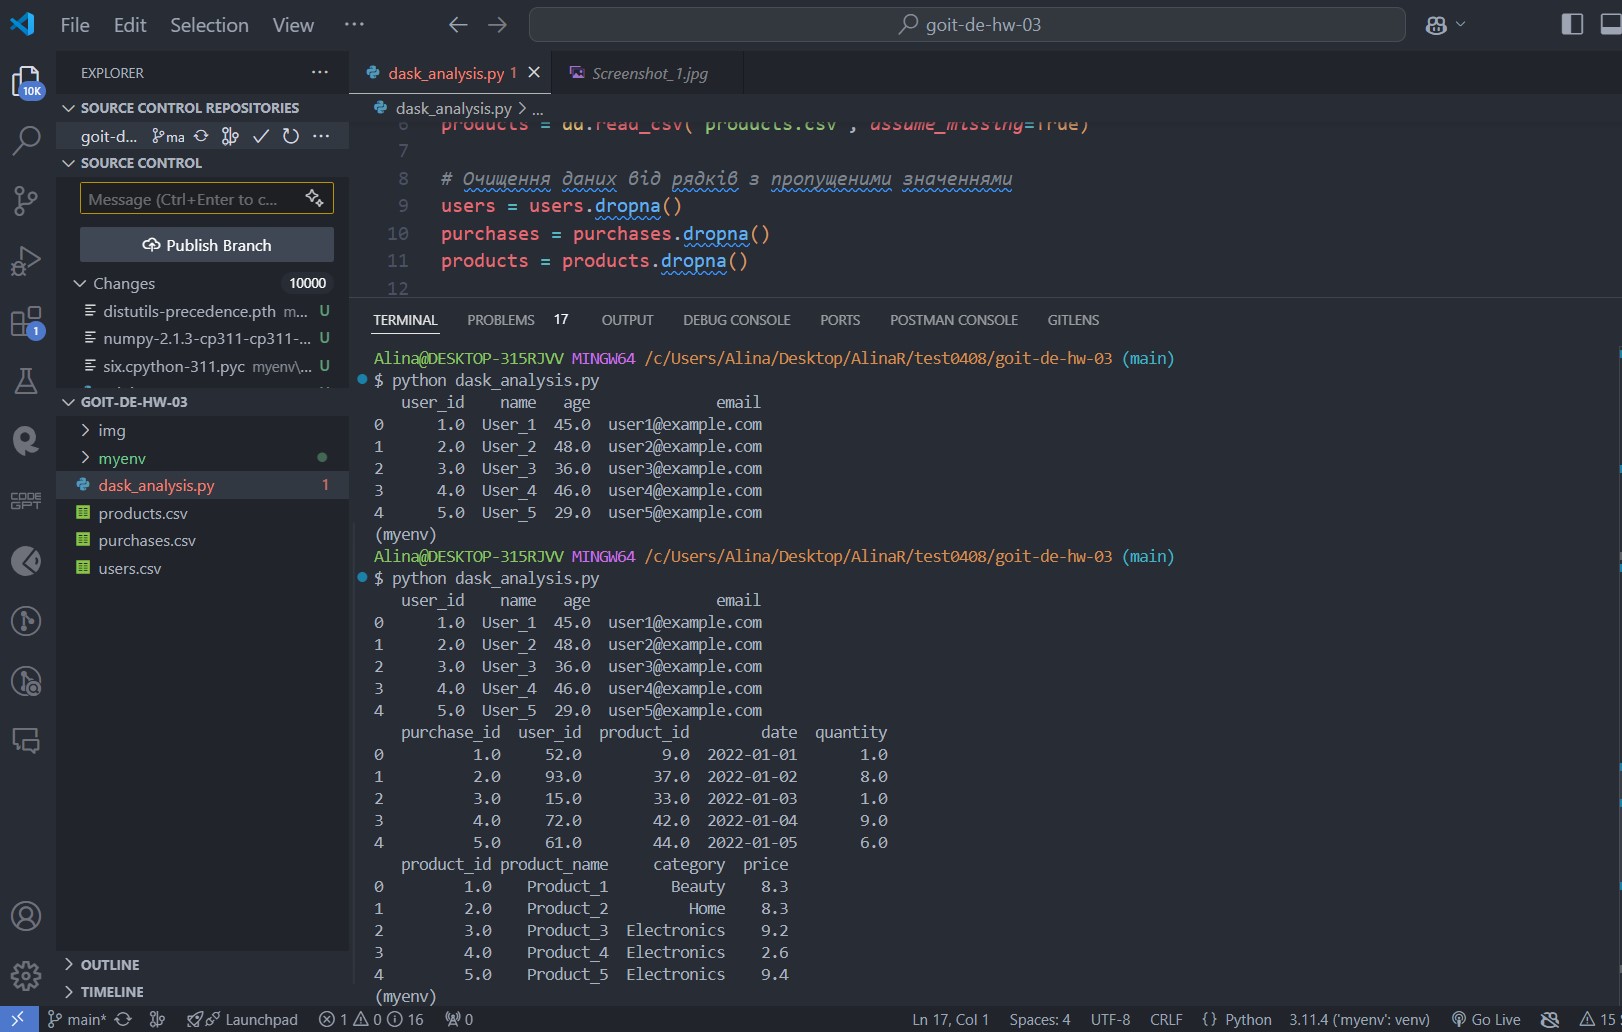 File Edit Selection View ··· goit-de-hw-03
EXPLORER ···
dask_analysis.py 1
Screenshot_1.jpg
10K
SOURCE CONTROL REPOSITORIES
goit-d... ma ···
SOURCE CONTROL
Message (Ctrl+Enter to c...
Publish Branch
Changes 10000
distutils-precedence.pth m... U
numpy-2.1.3-cp311-cp311-... U
six.cpython-311.pyc myenv\... U
1
GOIT-DE-HW-03
img
myenv
dask_analysis.py 1
products.csv
purchases.csv
users.csv
CODE
GPT
OUTLINE
TIMELINE
dask_analysis.py > ...
6 products = dd.read_csv('products.csv', assume_missing=True)
7
8 # Очищення даних від рядків з пропущеними значеннями
9 users = users.dropna()
10 purchases = purchases.dropna()
11 products = products.dropna()
12
TERMINAL PROBLEMS 17 OUTPUT DEBUG CONSOLE PORTS POSTMAN CONSOLE GITLENS
Alina@DESKTOP-315RJVV MINGW64 /c/Users/Alina/Desktop/AlinaR/test0408/goit-de-hw-03 (main)
$ python dask_analysis.py
user_id name age email
0 1.0 User_1 45.0 user1@example.com
1 2.0 User_2 48.0 user2@example.com
2 3.0 User_3 36.0 user3@example.com
3 4.0 User_4 46.0 user4@example.com
4 5.0 User_5 29.0 user5@example.com
(myenv)
Alina@DESKTOP-315RJVV MINGW64 /c/Users/Alina/Desktop/AlinaR/test0408/goit-de-hw-03 (main)
$ python dask_analysis.py
user_id name age email
0 1.0 User_1 45.0 user1@example.com
1 2.0 User_2 48.0 user2@example.com
2 3.0 User_3 36.0 user3@example.com
3 4.0 User_4 46.0 user4@example.com
4 5.0 User_5 29.0 user5@example.com
purchase_id user_id product_id date quantity
0 1.0 52.0 9.0 2022-01-01 1.0
1 2.0 93.0 37.0 2022-01-02 8.0
2 3.0 15.0 33.0 2022-01-03 1.0
3 4.0 72.0 42.0 2022-01-04 9.0
4 5.0 61.0 44.0 2022-01-05 6.0
product_id product_name category price
0 1.0 Product_1 Beauty 8.3
1 2.0 Product_2 Home 8.3
2 3.0 Product_3 Electronics 9.2
3 4.0 Product_4 Electronics 2.6
4 5.0 Product_5 Electronics 9.4
(myenv)
main* Launchpad 1 0 16 0 Ln 17, Col 1 Spaces: 4 UTF-8 CRLF {} Python 3.11.4 ('myenv': venv) Go Live 15